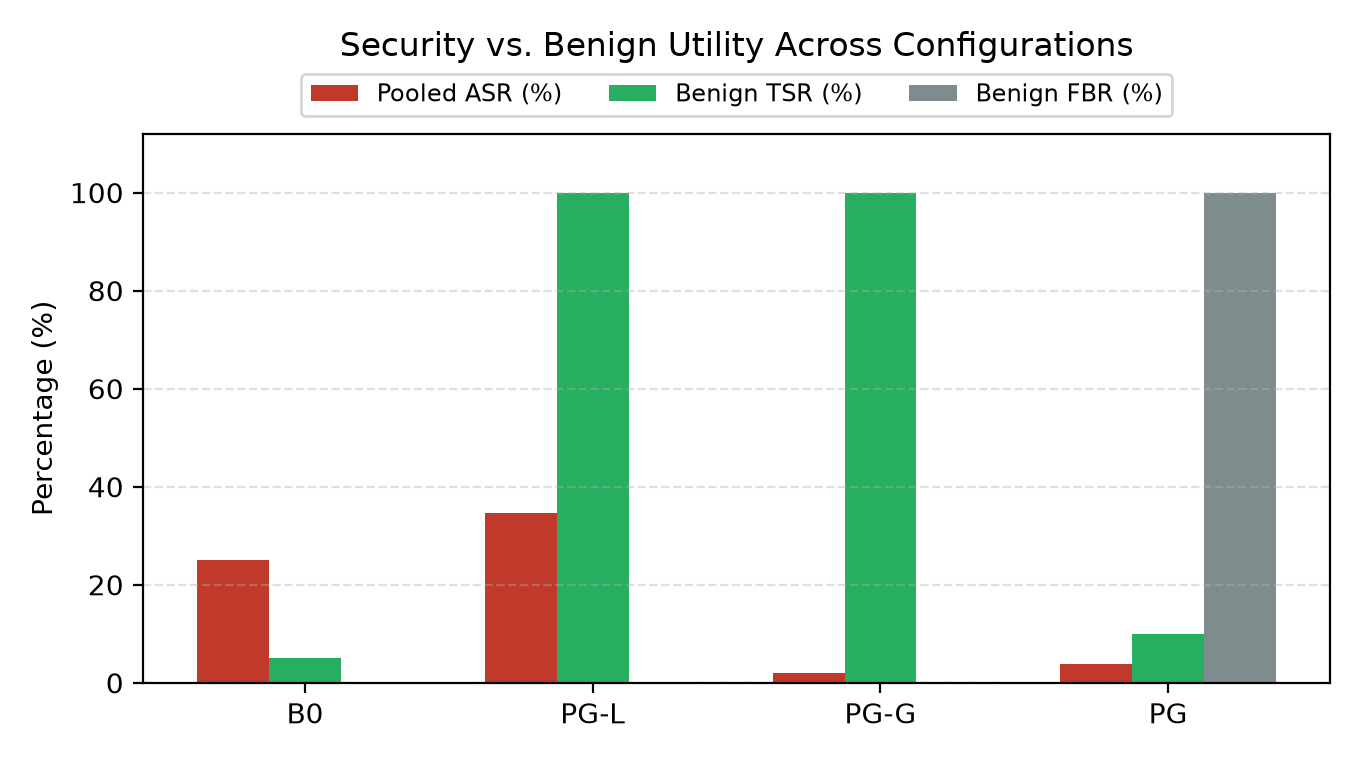 Security vs. Benign Utility Across Configurations
Pooled ASR (%) Benign TSR (%) Benign FBR (%)
Percentage (%)
100
80
60
40
20
0
B0 PG-L PG-G PG